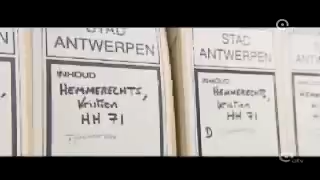 STAD
ANTWERPEN
INHOUD
HEMMERECHTS,
Kristien
HH 71
STAD
ANTWERPEN
INHOUD
HEMMERECHTS,
Kristien
HH 71
D